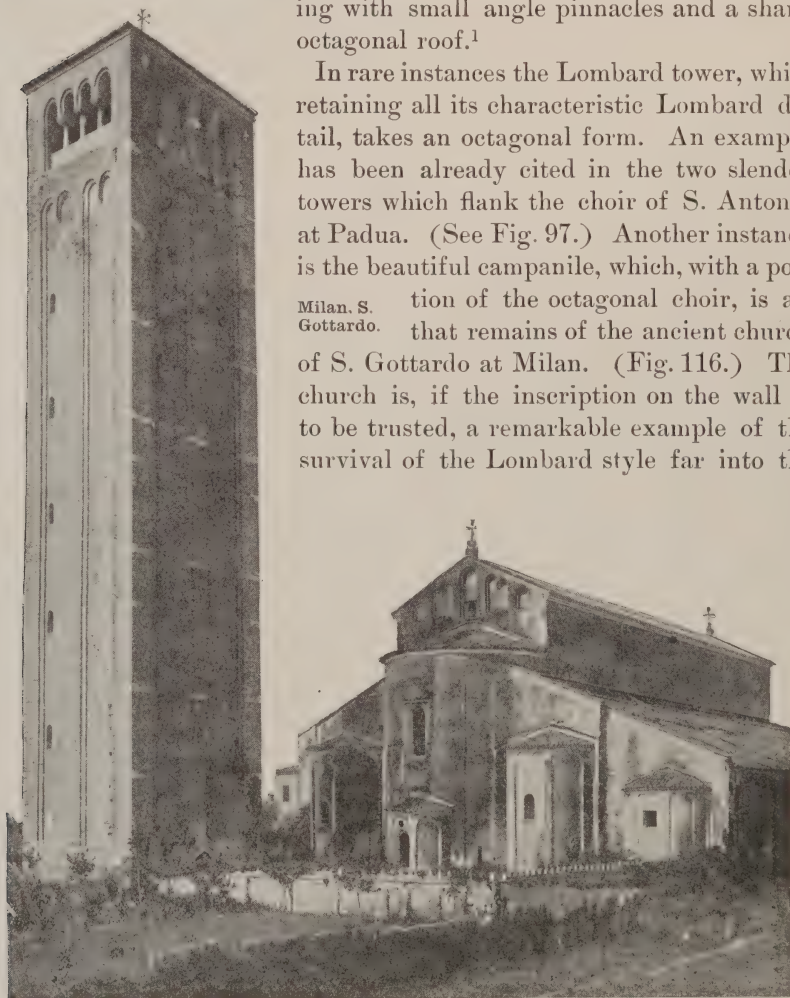 ing with small angle pinnacles and a shar
octagonal roof.¹
In rare instances the Lombard tower, whi
retaining all its characteristic Lombard d
tail, takes an octagonal form. An examp
has been already cited in the two slend
towers which flank the choir of S. Anton
at Padua. (See Fig. 97.) Another instan
is the beautiful campanile, which, with a po
Milan. S.
Gottardo.
tion of the octagonal choir, is a
that remains of the ancient churc
of S. Gottardo at Milan. (Fig. 116.) Th
church is, if the inscription on the wall
to be trusted, a remarkable example of t
survival of the Lombard style far into t